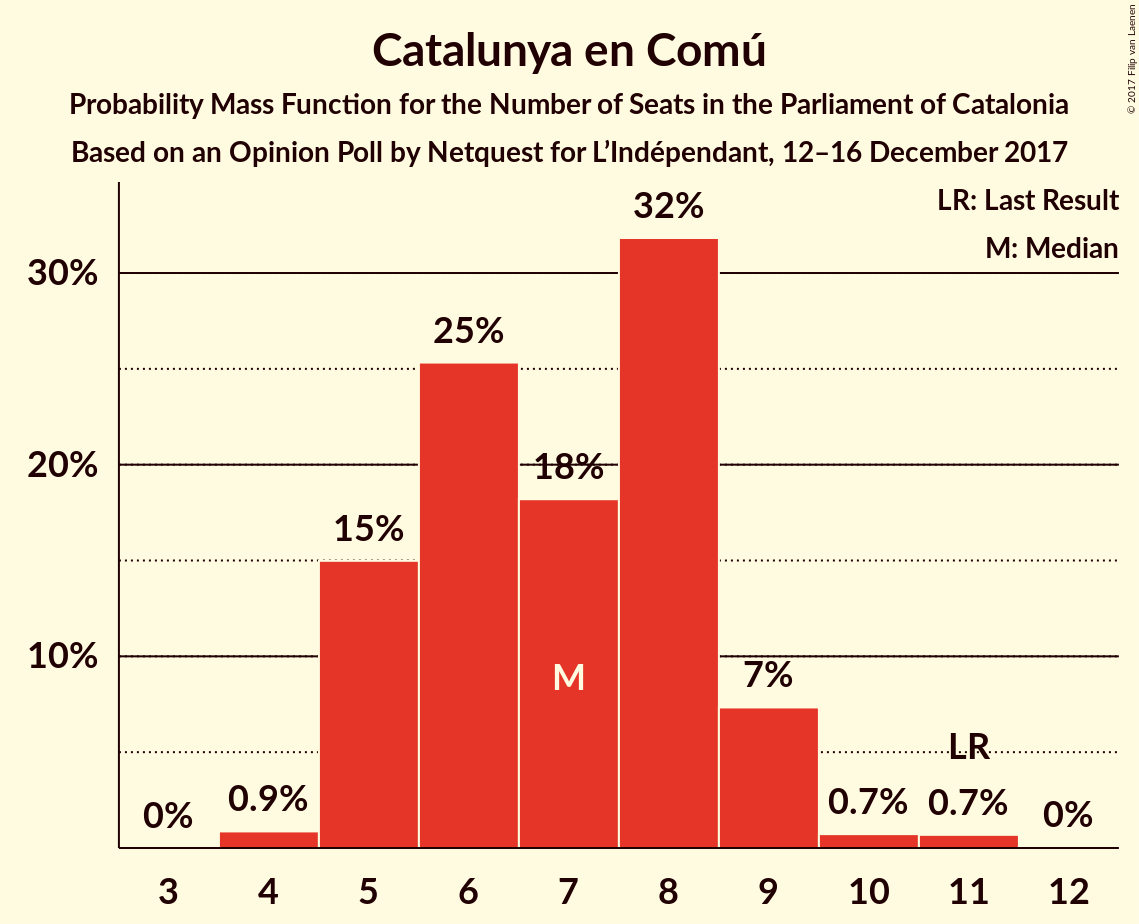 Catalunya en Comú
Probability Mass Function for the Number of Seats in the Parliament of Catalonia
Based on an Opinion Poll by Netquest for L’Indépendant, 12–16 December 2017
© 2017 Filip van Laenen
LR: Last Result
M: Median
30%
20%
10%
0%
0.9%
15%
25%
18%
32%
7%
0.7%
0.7%
0%
M
LR
3 4 5 6 7 8 9 10 11 12